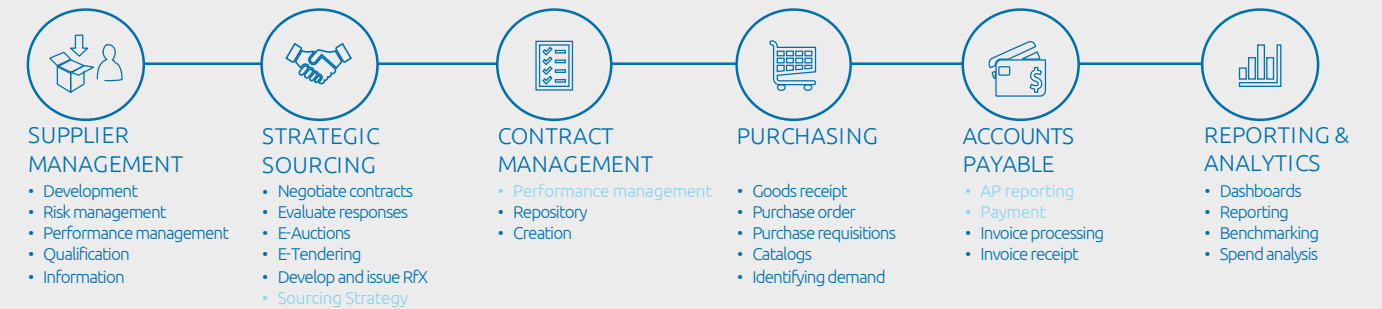 SUPPLIER
MANAGEMENT
• Development
• Risk management
• Performance management
• Qualification
• Information
STRATEGIC
SOURCING
• Negotiate contracts
• Evaluate responses
• E-Auctions
• E-Tendering
• Develop and issue RfX
• Sourcing Strategy
CONTRACT
MANAGEMENT
• Performance management
• Repository
• Creation
PURCHASING
• Goods receipt
• Purchase order
• Purchase requisitions
• Catalogs
• Identifying demand
$
ACCOUNTS
PAYABLE
• AP reporting
• Payment
• Invoice processing
• Invoice receipt
REPORTING &
ANALYTICS
• Dashboards
• Reporting
• Benchmarking
• Spend analysis